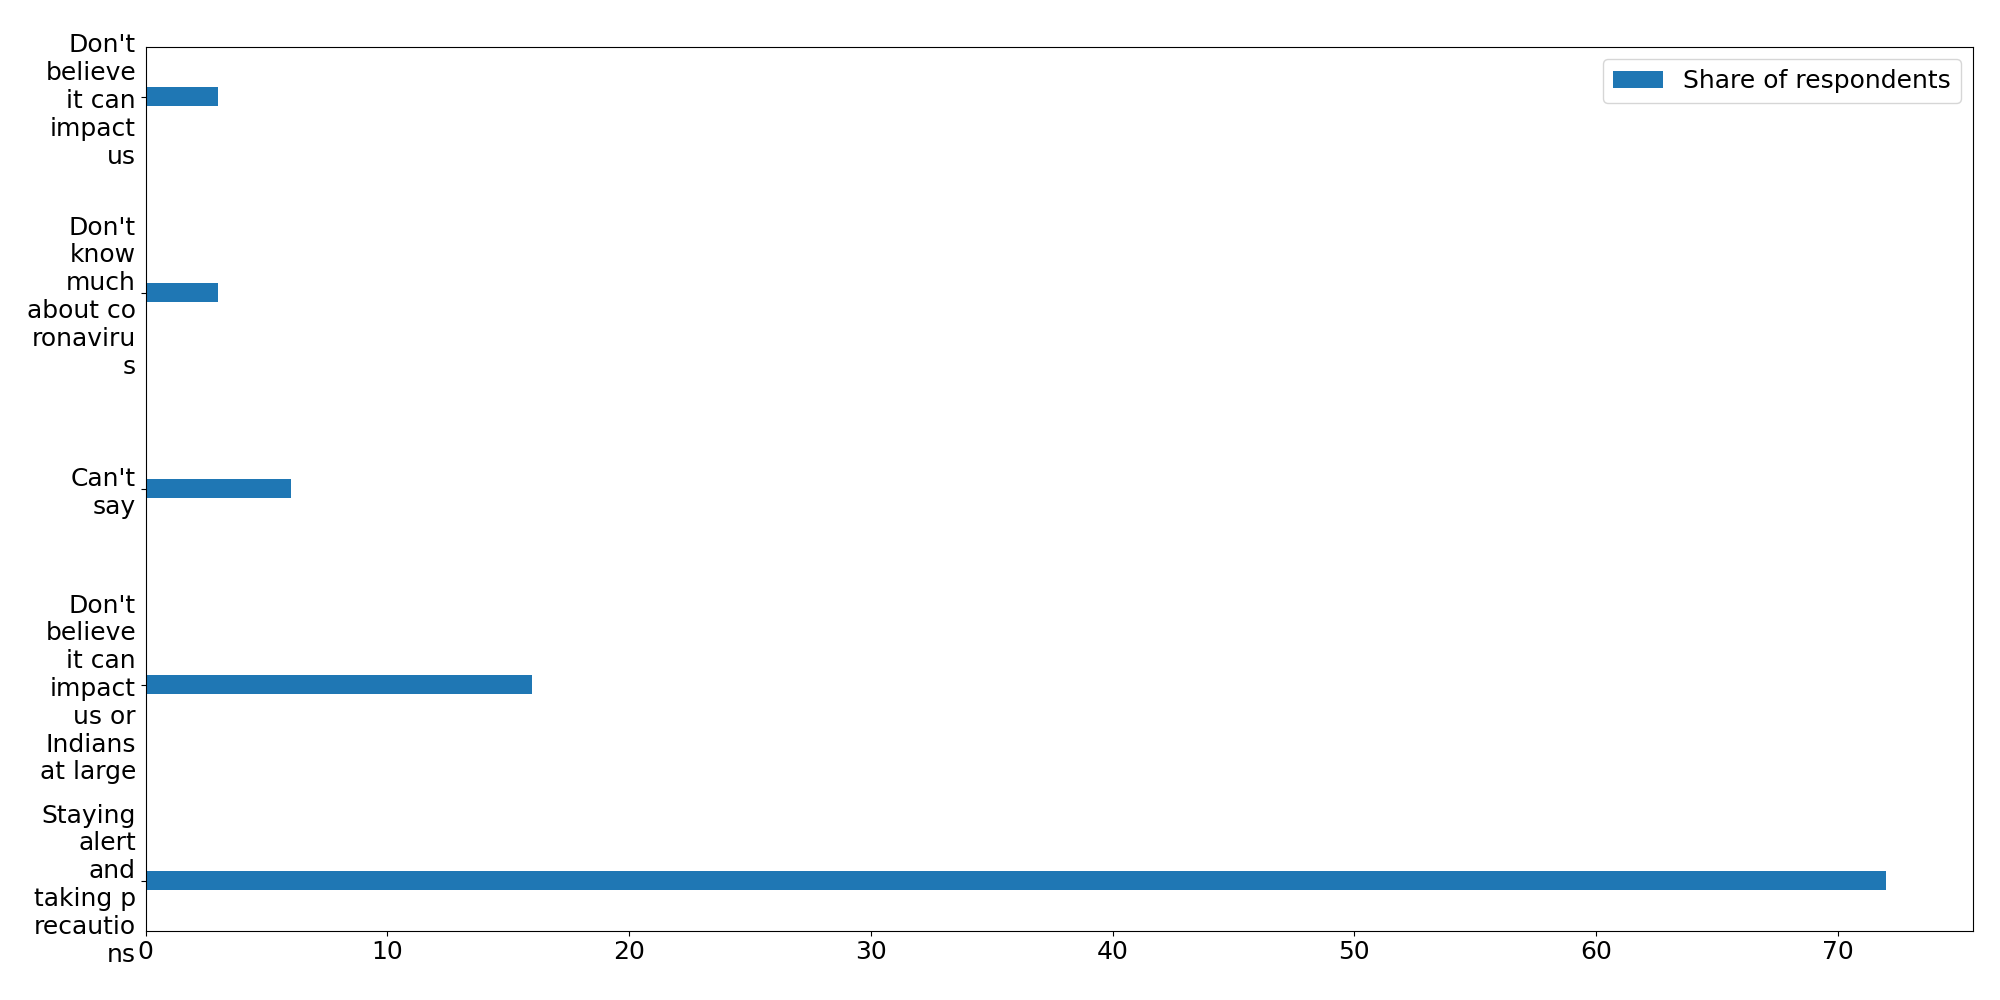 Don't
believe
it can
impact
us
Don't
know
much
about co
ronaviru
s
Can't
say
Don't
believe
it can
impact
us or
Indians
at large
Staying
alert
and
taking p
recautio
ns
0 10 20 30 40 50 60 70
Share of respondents